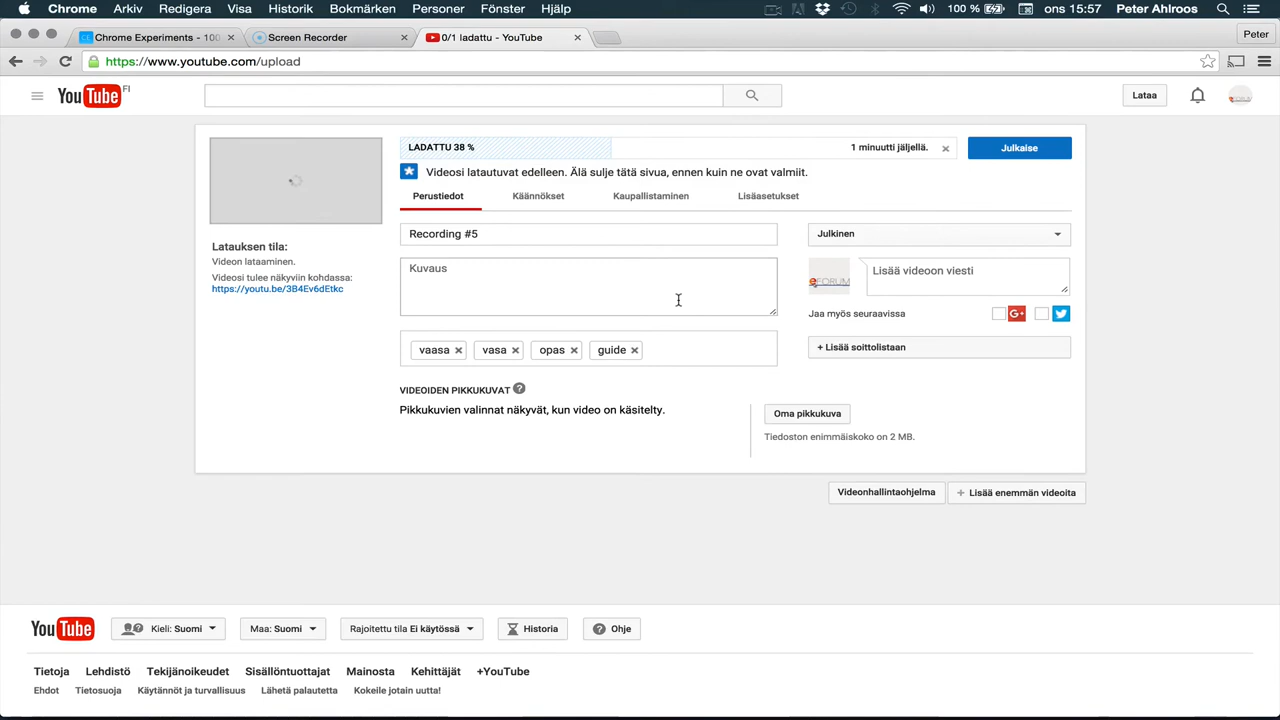 Chrome Arkiv Redigera Visa Historik Bokmärken Personer Fönster Hjälp 100 % ons 15:57 Peter Ahlroos
Chrome Experiments - 100 Screen Recorder 0/1 ladattu - YouTube Peter
https://www.youtube.com/upload
YouTube FI Lataa
LADATTU 38 % 1 minuutti jäljellä. Julkaise
Videosi latautuvat edelleen. Älä sulje tätä sivua, ennen kuin ne ovat valmiit.
Perustiedot Käännökset Kaupallistaminen Lisäasetukset
Latauksen tila:
Videon lataaminen.
Videosi tulee näkyviin kohdassa:
https://youtu.be/3B4Ev6dEtkc
Recording #5
Kuvaus
vaasa vasa opas guide
VIDEOIDEN PIKKUKUVAT ?
Pikkukuvien valinnat näkyvät, kun video on käsitelty.
Oma pikkukuva
Tiedoston enimmäiskoko on 2 MB.
Julkinen
eFORUM Lisää videoon viesti
Jaa myös seuraavissa G+
+ Lisää soittolistaan
Videonhallintaohjelma + Lisää enemmän videoita
YouTube Kieli: Suomi Maa: Suomi Rajoitettu tila Ei käytössä Historia ? Ohje
Tietoja Lehdistö Tekijänoikeudet Sisällöntuottajat Mainosta Kehittäjät +YouTube
Ehdot Tietosuoja Käytännöt ja turvallisuus Lähetä palautetta Kokeile jotain uutta!